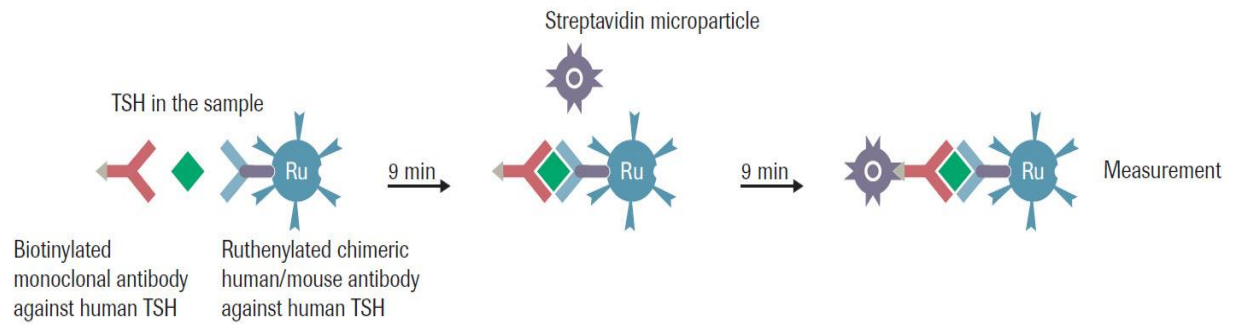 Streptavidin microparticle
TSH in the sample
Ru
9 min
Ru
9 min
Ru
Measurement
Biotinylated
monoclonal antibody
against human TSH
Ruthenylated chimeric
human/mouse antibody
against human TSH